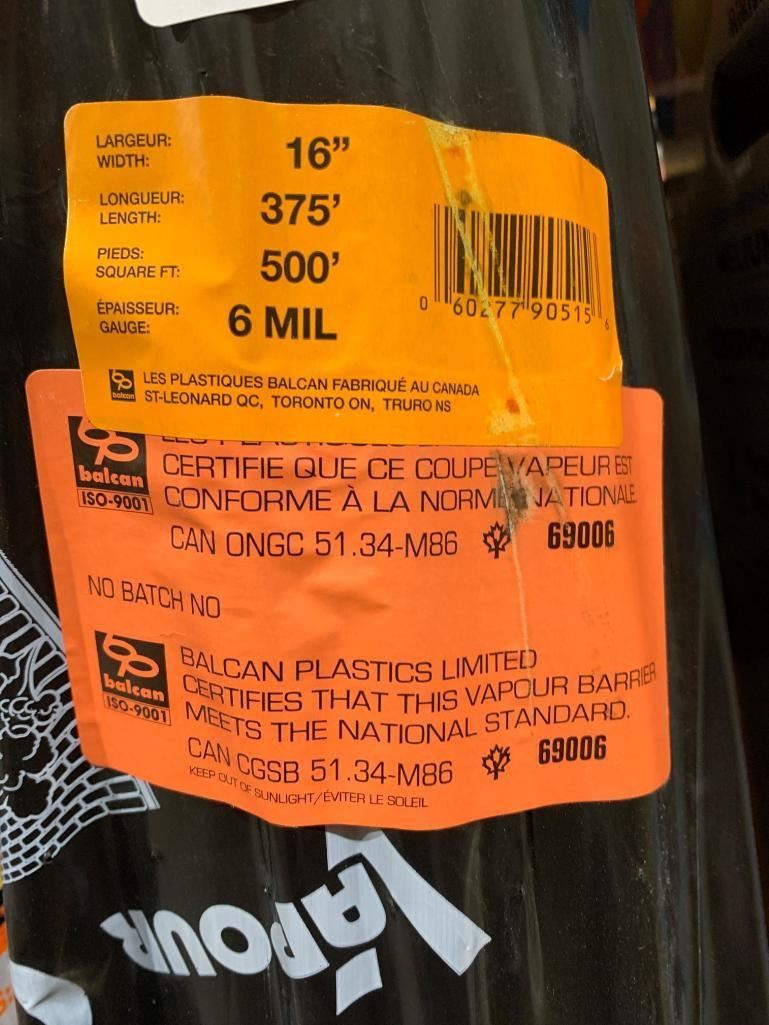 LARGEUR:
WIDTH:
16”
LONGUEUR:
LENGTH:
375’
PIEDS:
SQUARE FT:
500’
ÉPAISSEUR:
GAUGE:
6 MIL
0 60277 90515 6
balcan
LES PLASTIQUES BALCAN FABRIQUÉ AU CANADA
ST-LEONARD QC, TORONTO ON, TRURO NS
balcan
ISO-9001
CERTIFIE QUE CE COUPE VAPEUR EST
CONFORME À LA NORME NATIONALE
CAN ONGC 51.34-M86 69006
NO BATCH NO
balcan
ISO-9001
BALCAN PLASTICS LIMITED
CERTIFIES THAT THIS VAPOUR BARRIER
MEETS THE NATIONAL STANDARD.
CAN CGSB 51.34-M86 69006
KEEP OUT OF SUNLIGHT/ÉVITER LE SOLEIL
VAPOUR